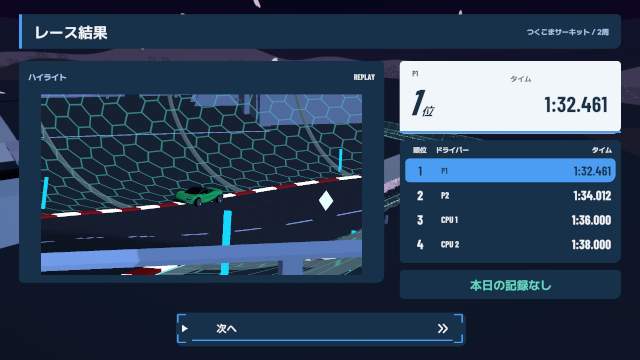 レース結果
つくこまサーキット / 2周
ハイライト
REPLAY
P1
タイム
1位
1:32.461
順位 ドライバー タイム
1 P1 1:32.461
2 P2 1:34.012
3 CPU 1 1:36.000
4 CPU 2 1:38.000
本日の記録なし
次へ